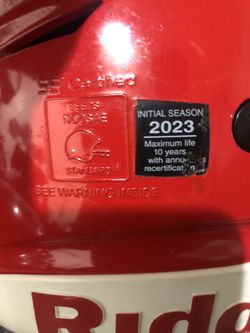 Certified
MEETS
NOCSAE
STANDARD ®
SEE WARNING INSIDE
INITIAL SEASON
2023
Maximum life
10 years
with annual
recertification
Ridd